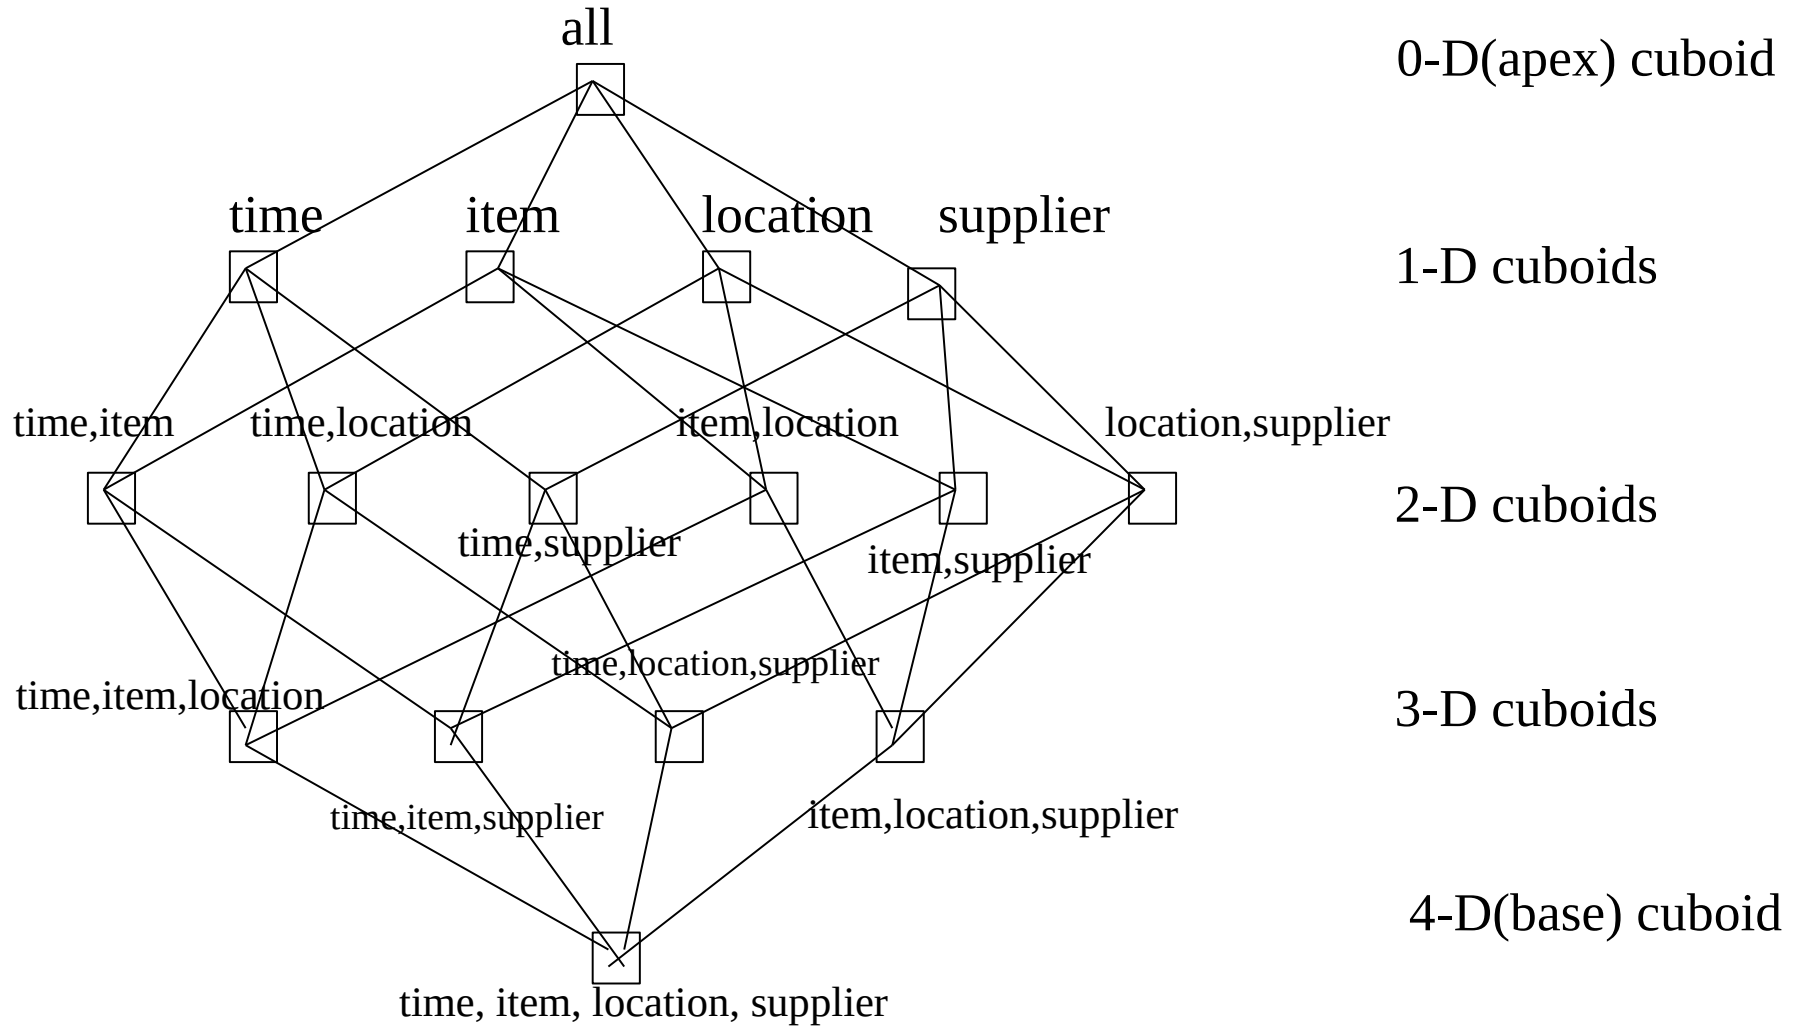 all
0-D(apex) cuboid
time
item
location
supplier
1-D cuboids
time,item
time,location
item,location
location,supplier
2-D cuboids
time,supplier
item,supplier
time,location,supplier
time,item,location
3-D cuboids
time,item,supplier
item,location,supplier
4-D(base) cuboid
time, item, location, supplier